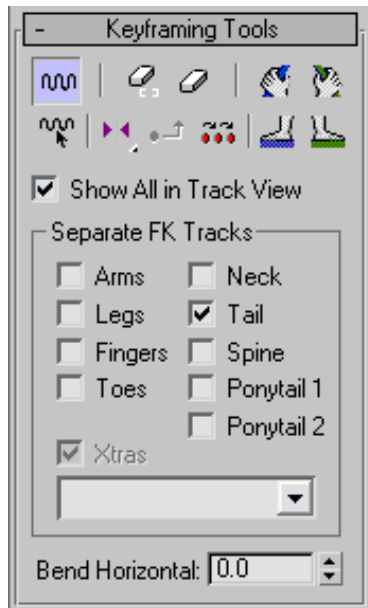 - Keyframing Tools
Show All in Track View
Separate FK Tracks
Arms Neck
Legs Tail
Fingers Spine
Toes Ponytail 1
Ponytail 2
Xtras
Bend Horizontal: 0.0